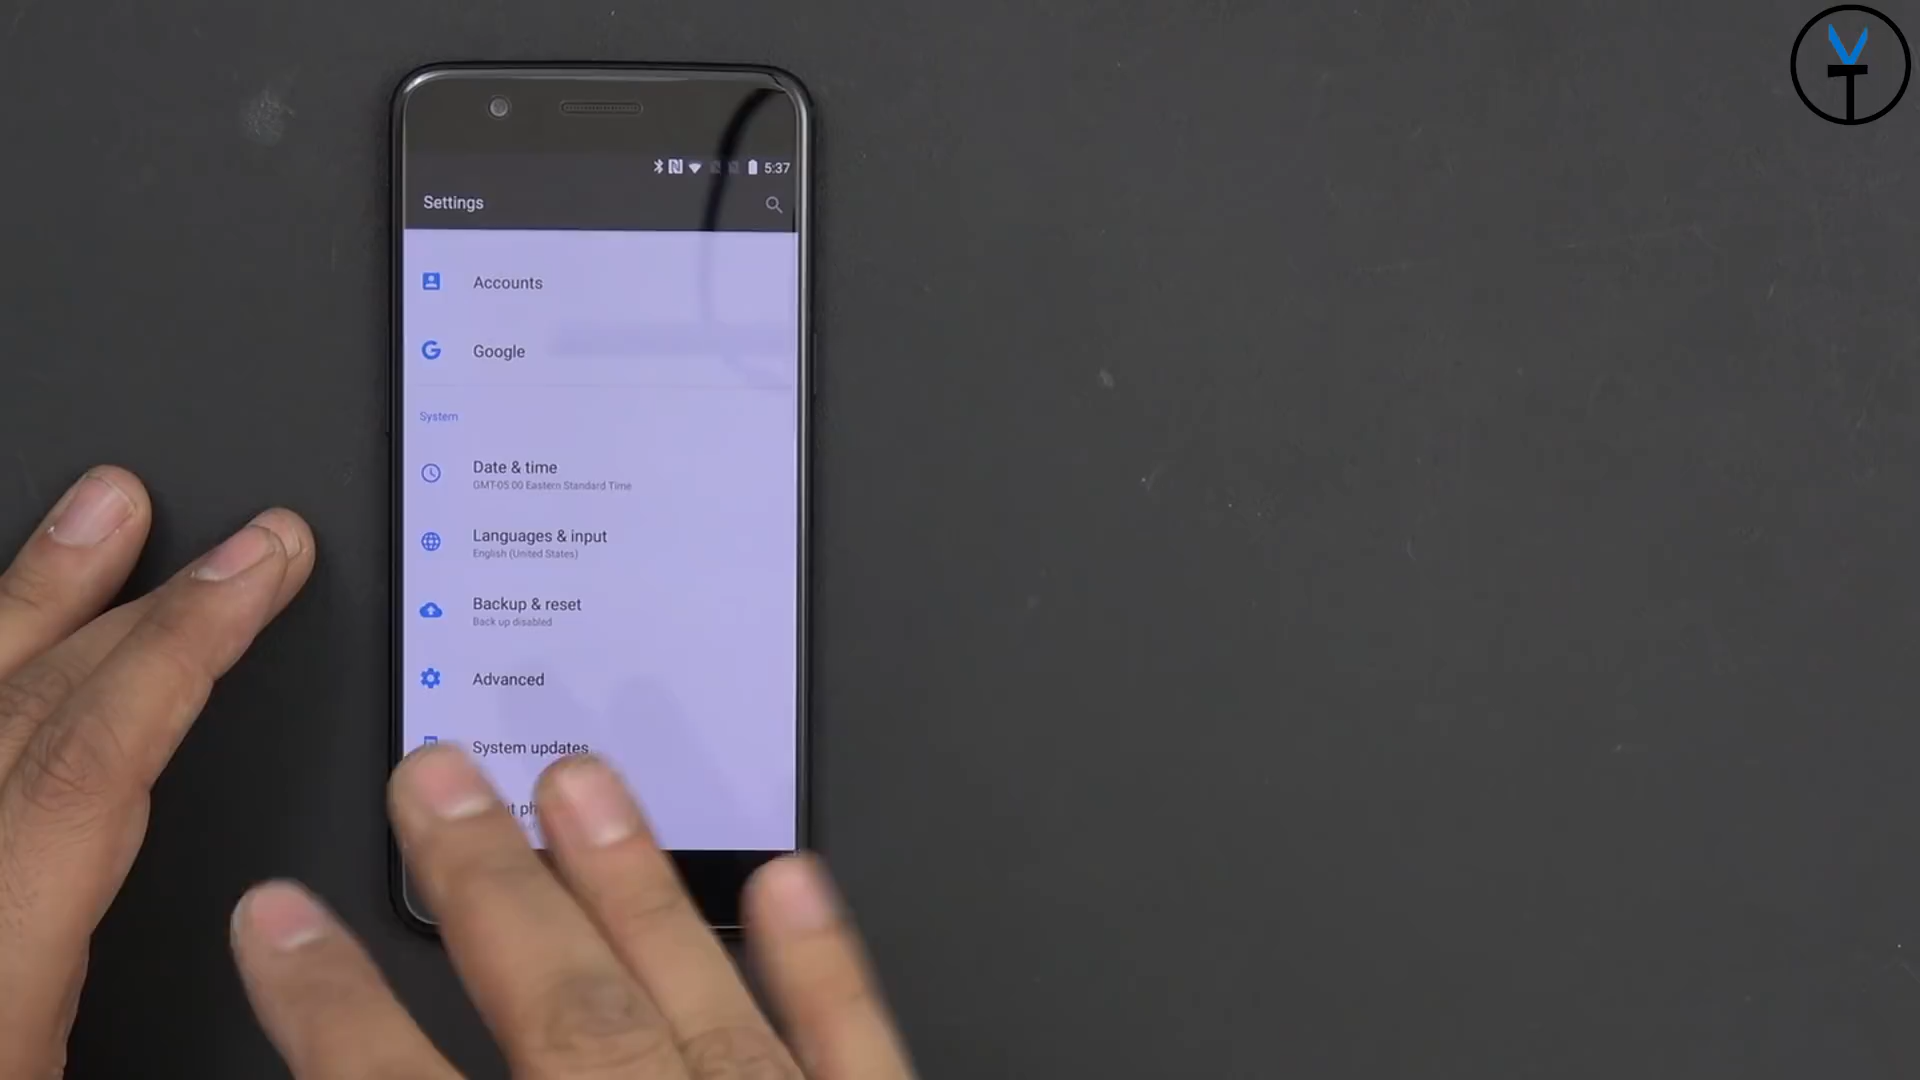 5:37
Settings
Accounts
Google
System
Date & time
GMT-05:00 Eastern Standard Time
Languages & input
English (United States)
Backup & reset
Back up disabled
Advanced
System updates